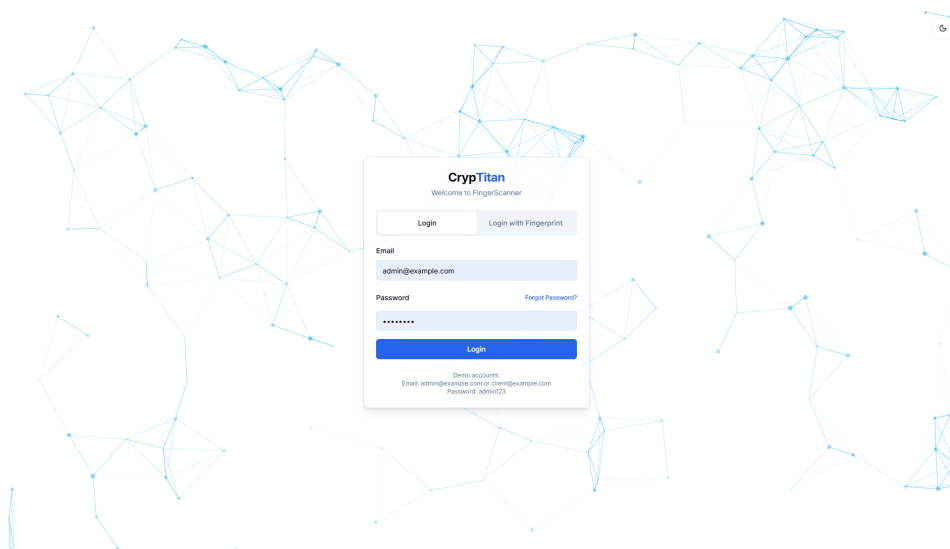 CrypTitan
Welcome to FingerScanner
Login
Login with Fingerprint
Email
admin@example.com
Password
Forgot Password?
••••••••
Login
Demo accounts:
Email: admin@example.com or client@example.com
Password: admin123